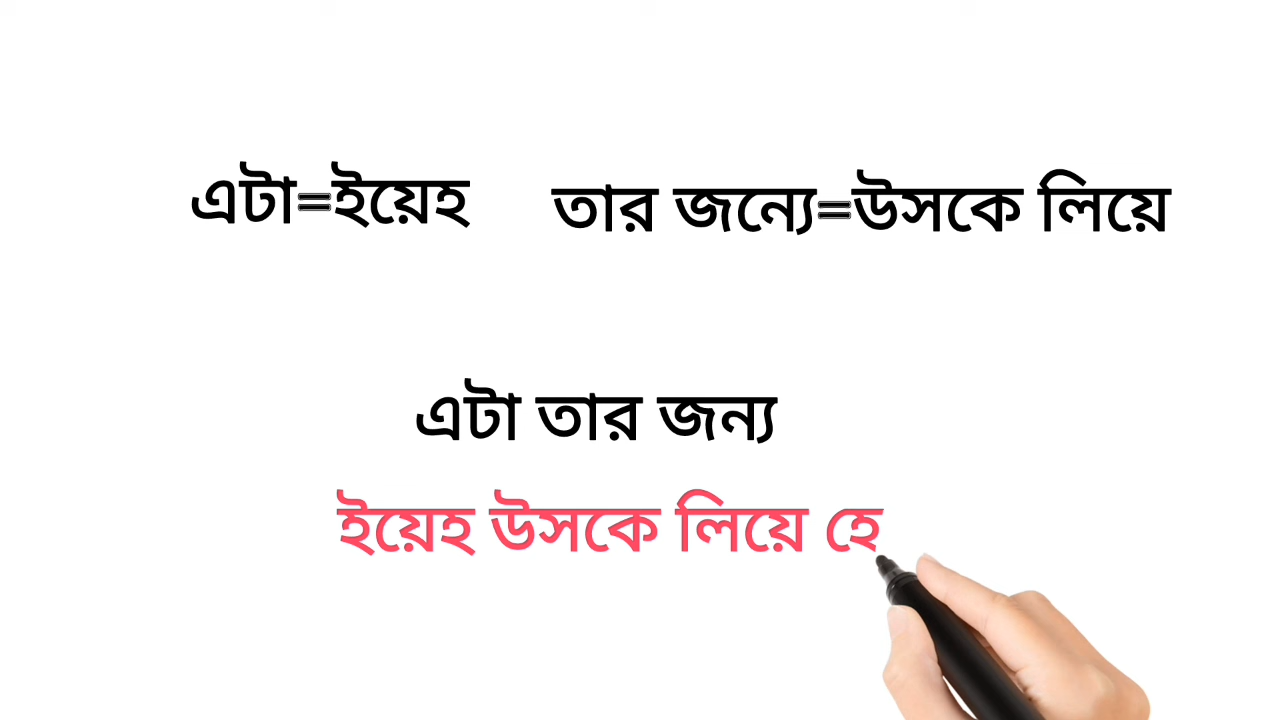 এটা=ইয়েহ তার জন্যে=উসকে লিয়ে
এটা তার জন্য
ইয়েহ উসকে লিয়ে হে